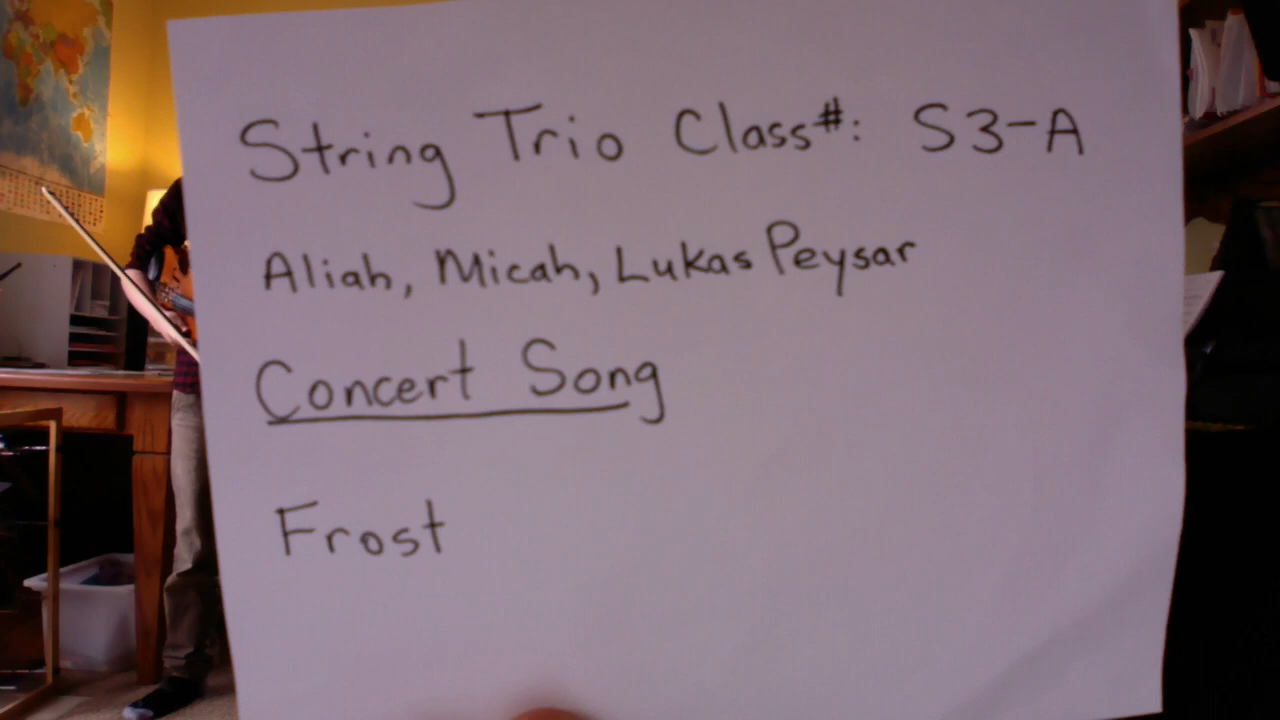 String Trio Class#: S3-A
Aliah, Micah, Lukas Peysar
Concert Song
Frost